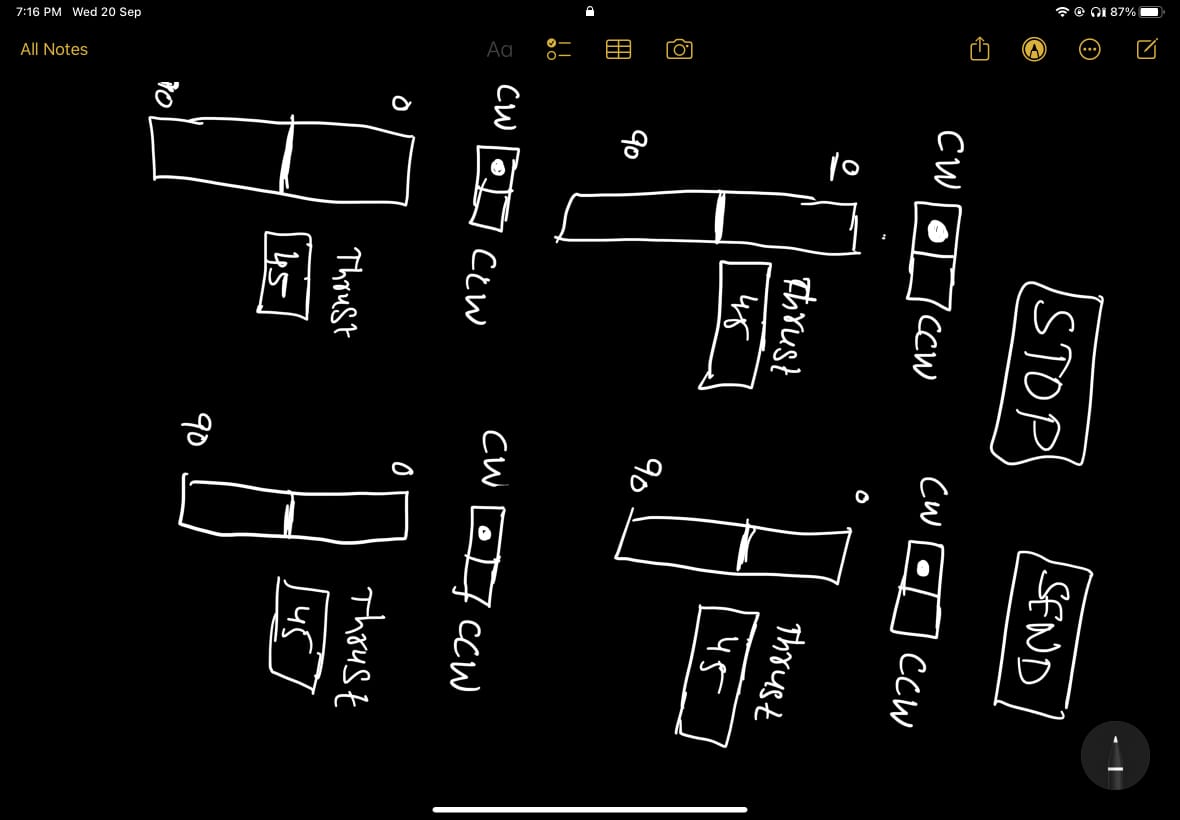 7:16 PM Wed 20 Sep
87%
All Notes
Aa
STOP
SEND
CW
CCW
CW
CCW
0
Thrust
45
90
0
Thrust
45
90
CW
CCW
CW
CCW
0
Thrust
45
90
0
Thrust
45
90